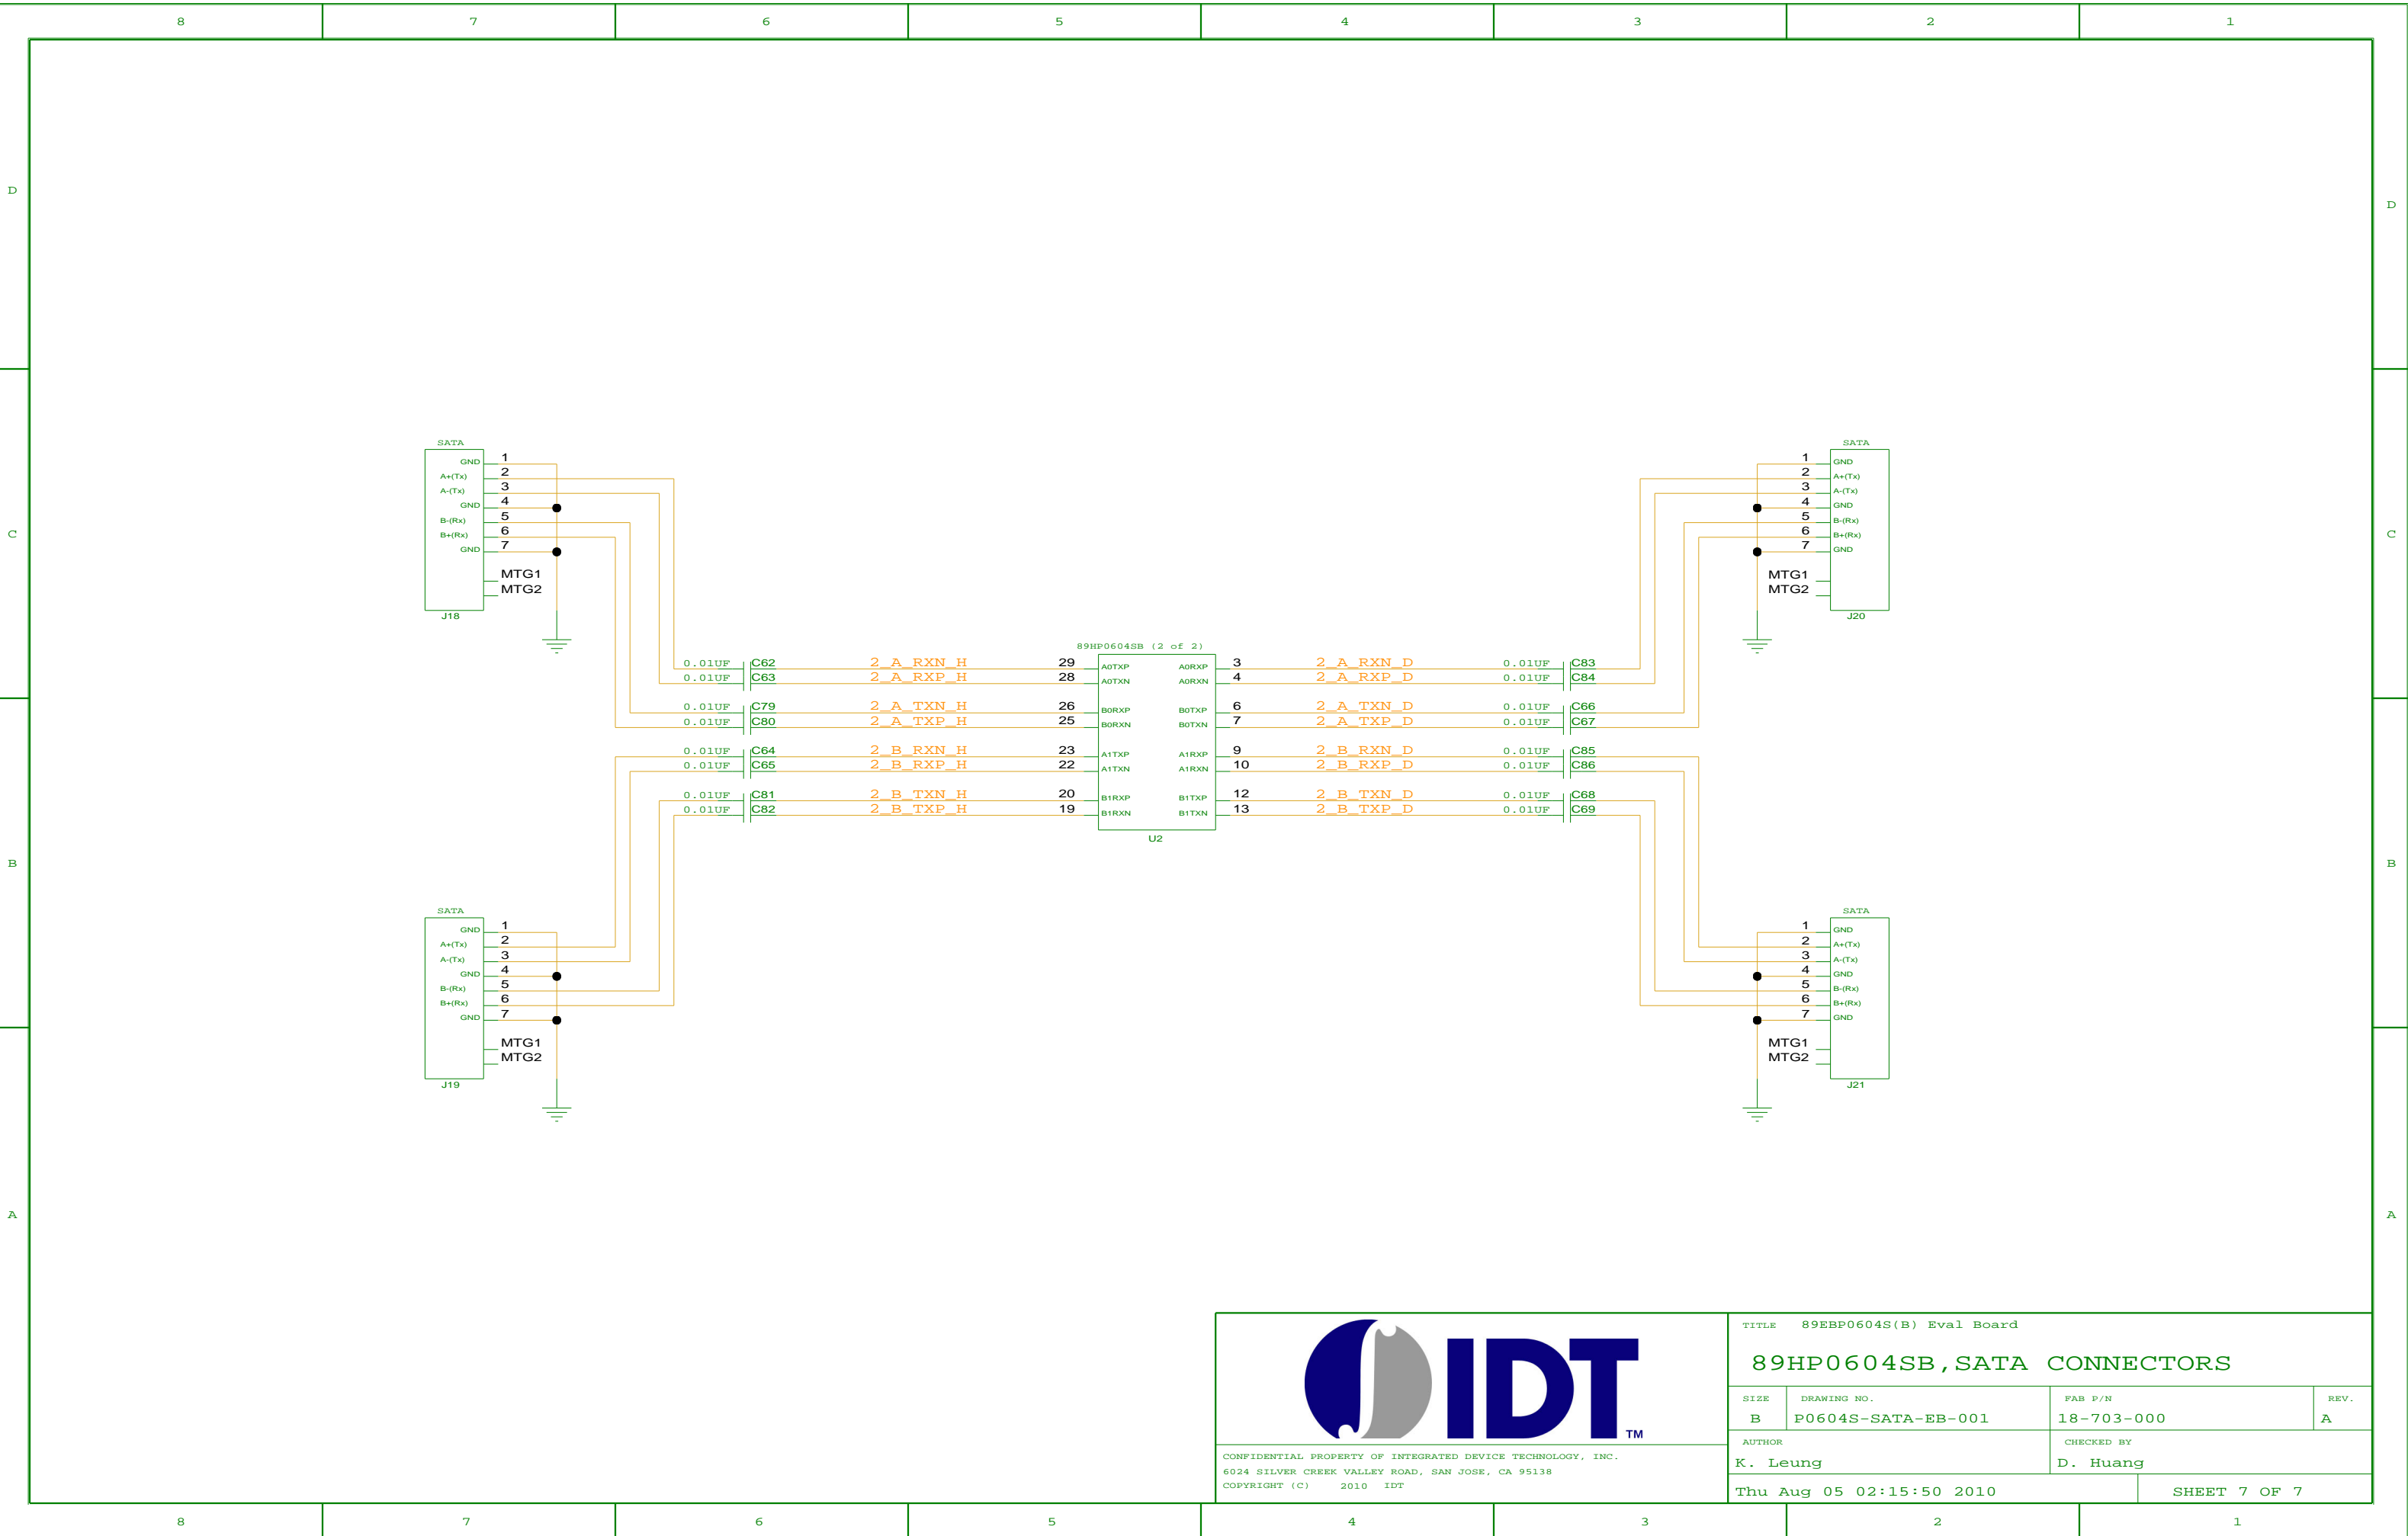 8 7 6 5 4 3 2 1
D D
C C
B B
A A
SATA
GND 1
A+(Tx) 2
A-(Tx) 3
GND 4
B-(Rx) 5
B+(Rx) 6
GND 7
MTG1
MTG2
J18
SATA
1 GND
2 A+(Tx)
3 A-(Tx)
4 GND
5 B-(Rx)
6 B+(Rx)
7 GND
MTG1
MTG2
J20
89HP0604SB (2 of 2)
0.01UF C62 2_A_RXN_H 29 A0TXP A0RXP 3 2_A_RXN_D 0.01UF C83
0.01UF C63 2_A_RXP_H 28 A0TXN A0RXN 4 2_A_RXP_D 0.01UF C84
0.01UF C79 2_A_TXN_H 26 B0RXP B0TXP 6 2_A_TXN_D 0.01UF C66
0.01UF C80 2_A_TXP_H 25 B0RXN B0TXN 7 2_A_TXP_D 0.01UF C67
0.01UF C64 2_B_RXN_H 23 A1TXP A1RXP 9 2_B_RXN_D 0.01UF C85
0.01UF C65 2_B_RXP_H 22 A1TXN A1RXN 10 2_B_RXP_D 0.01UF C86
0.01UF C81 2_B_TXN_H 20 B1RXP B1TXP 12 2_B_TXN_D 0.01UF C68
0.01UF C82 2_B_TXP_H 19 B1RXN B1TXN 13 2_B_TXP_D 0.01UF C69
U2
SATA
GND 1
A+(Tx) 2
A-(Tx) 3
GND 4
B-(Rx) 5
B+(Rx) 6
GND 7
MTG1
MTG2
J19
SATA
1 GND
2 A+(Tx)
3 A-(Tx)
4 GND
5 B-(Rx)
6 B+(Rx)
7 GND
MTG1
MTG2
J21
IDT TM
CONFIDENTIAL PROPERTY OF INTEGRATED DEVICE TECHNOLOGY, INC.
6024 SILVER CREEK VALLEY ROAD, SAN JOSE, CA 95138
COPYRIGHT (C) 2010 IDT
TITLE 89EBP0604S(B) Eval Board
89HP0604SB,SATA CONNECTORS
SIZE DRAWING NO. FAB P/N REV.
B P0604S-SATA-EB-001 18-703-000 A
AUTHOR CHECKED BY
K. Leung D. Huang
Thu Aug 05 02:15:50 2010 SHEET 7 OF 7
8 7 6 5 4 3 2 1